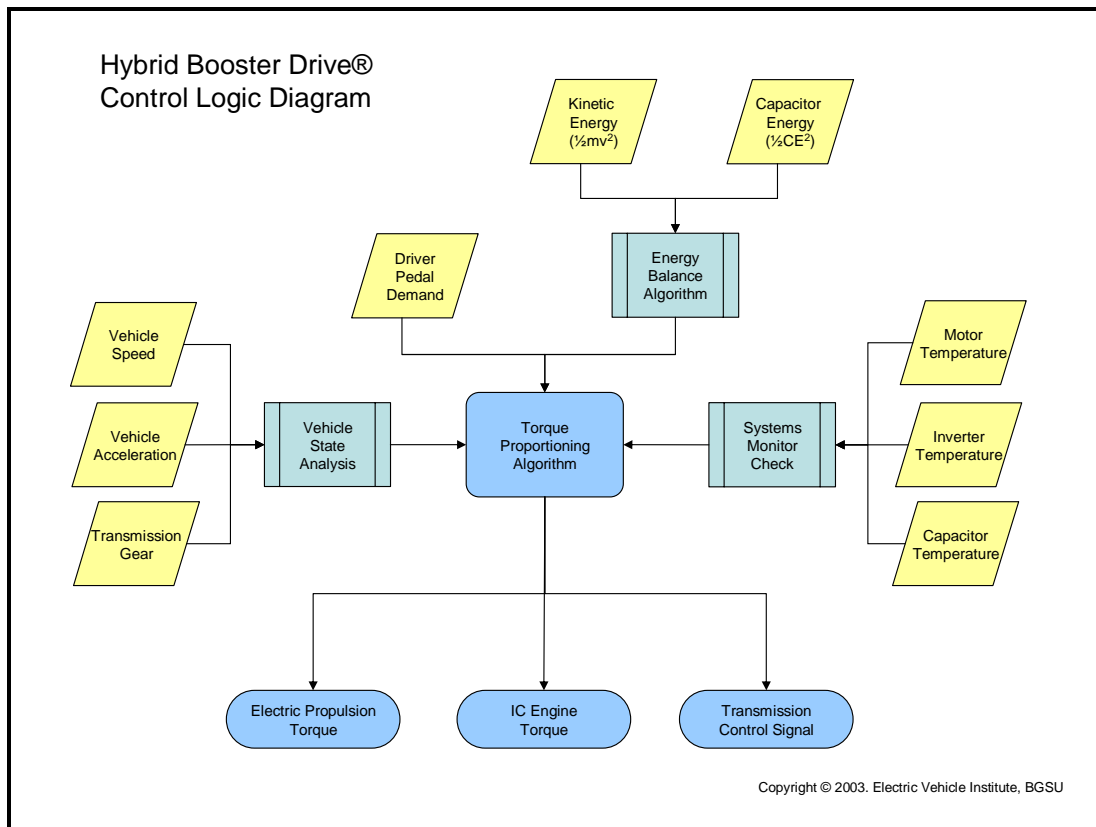 Hybrid Booster Drive®
Control Logic Diagram
Kinetic
Energy
(½mv²)
Capacitor
Energy
(½CE²)
Driver
Pedal
Demand
Energy
Balance
Algorithm
Vehicle
Speed
Vehicle
Acceleration
Transmission
Gear
Vehicle
State
Analysis
Torque
Proportioning
Algorithm
Systems
Monitor
Check
Motor
Temperature
Inverter
Temperature
Capacitor
Temperature
Electric Propulsion
Torque
IC Engine
Torque
Transmission
Control Signal
Copyright © 2003. Electric Vehicle Institute, BGSU